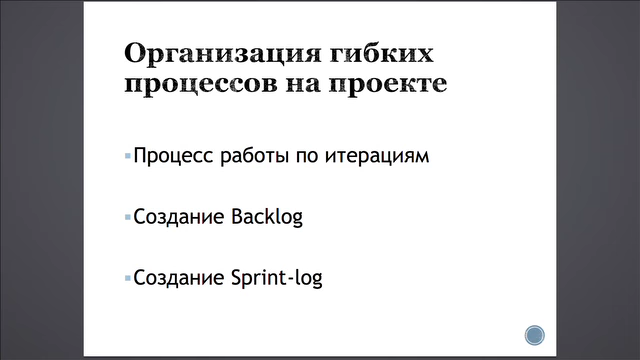 Организация гибких
процессов на проекте
Процесс работы по итерациям
Создание Backlog
Создание Sprint-log